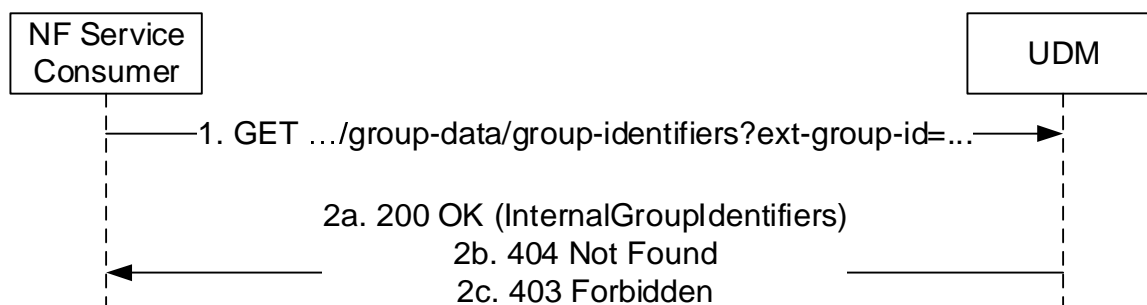 NF Service
Consumer
UDM
1. GET …/group-data/group-identifiers?ext-group-id=...
2a. 200 OK (InternalGroupIdentifiers)
2b. 404 Not Found
2c. 403 Forbidden